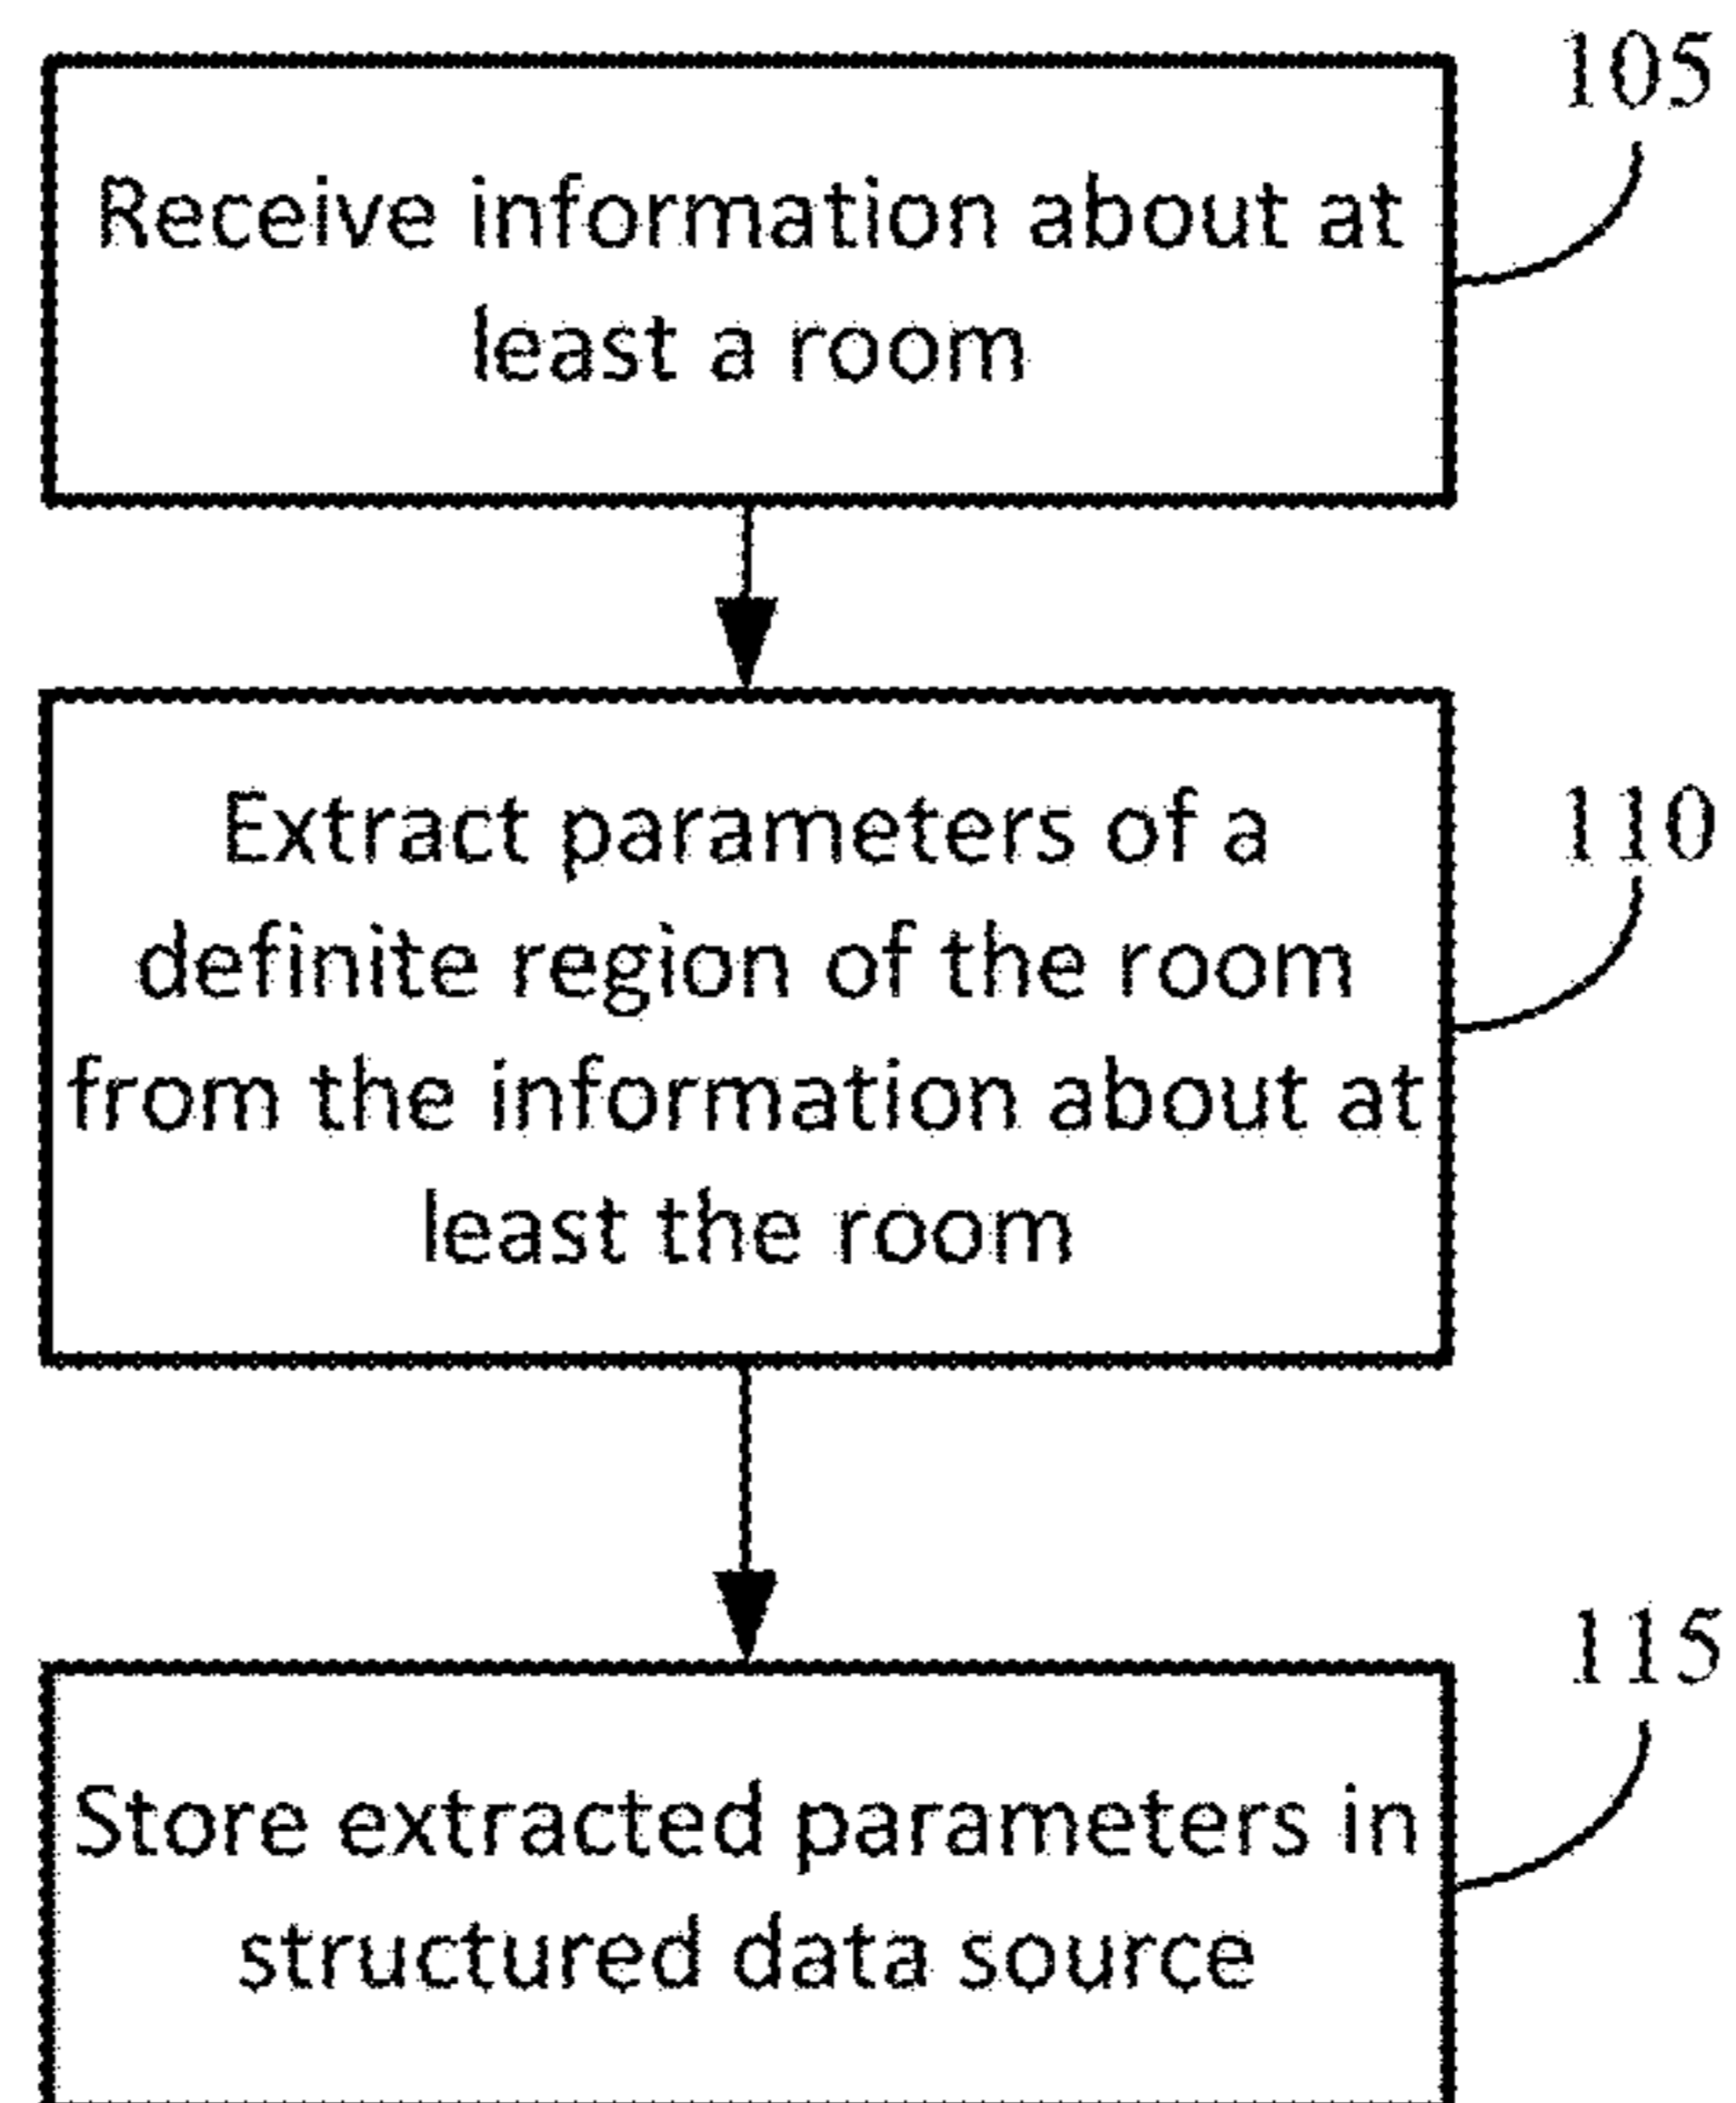 105
Receive information about at
least a room
110
Extract parameters of a
definite region of the room
from the information about at
least the room
115
Store extracted parameters in
structured data source